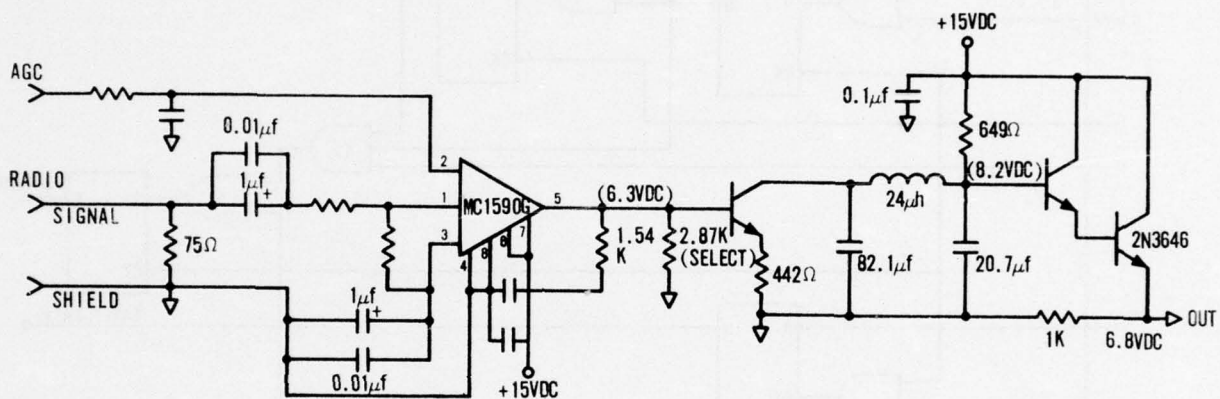 +15VDC
AGC
0.1μf
0.01μf
649Ω
RADIO
SIGNAL
1μf
+
2
1
3
MC1590G
5
(6.3VDC)
(8.2VDC)
24μh
2N3646
75Ω
4
8
6
7
1.54
K
2.87K
(SELECT)
442Ω
82.1μf
20.7μf
SHIELD
1μf
+
0.01μf
+15VDC
1K
6.8VDC
OUT